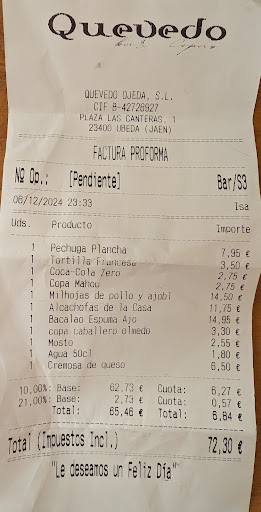 Quevedo
QUEVEDO OJEDA, S.L.
CIF B-42726927
PLAZA LAS CANTERAS, 1
23400 UBEDA (JAEN)
FACTURA PROFORMA
Nº Op.: [Pendiente] Bar/S3
06/12/2024 23:33 Isa
Uds. Producto Importe
1 Pechuga Plancha 7,95 €
1 Tortilla Francesa 3,50 €
1 Coca-Cola Zero 2,75 €
1 Copa Mahou 2,75 €
1 Milhojas de pollo y ajobl 14,50 €
1 Alcachofas de la Casa 11,75 €
1 Bacalao Espuma Ajo 14,95 €
1 copa caballero olmedo 3,30 €
1 Mosto 2,55 €
1 Agua 50cl 1,80 €
1 Cremosa de queso 6,50 €
10,00%: Base: 62,73 € Cuota: 6,27 €
21,00%: Base: 2,73 € Cuota: 0,57 €
Total: 65,46 € Total: 6,84 €
Total (Impuestos Incl.) 72,30 €
"Le deseamos un Feliz Día"